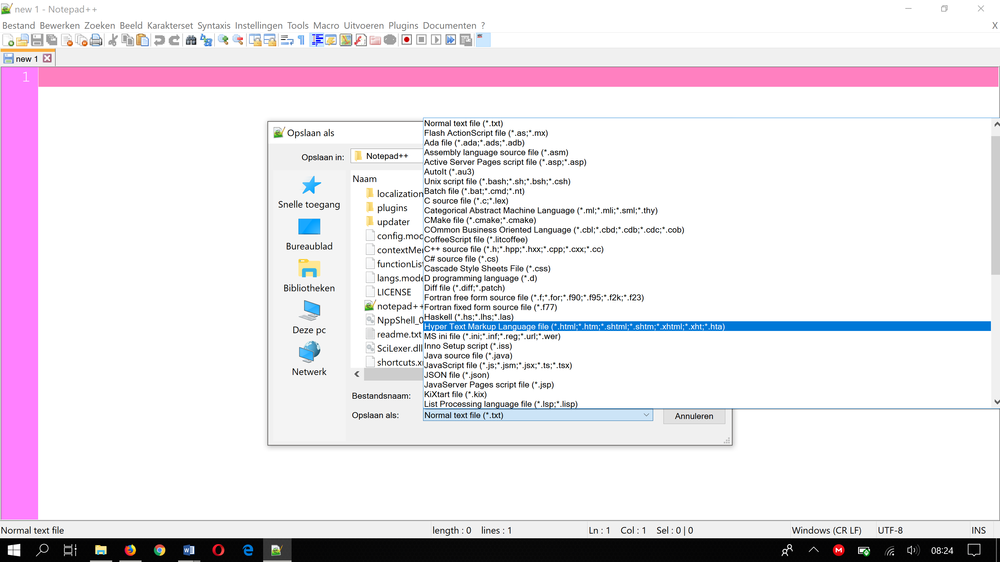 new 1 - Notepad++
Bestand Bewerken Zoeken Beeld Karakterset Syntaxis Instellingen Tools Macro Uitvoeren Plugins Documenten ?
X
ABC
new 1
1
Opslaan als
Opslaan in:
Notepad++
Snelle toegang
Bureaublad
Bibliotheken
Deze pc
Netwerk
Naam
localization
plugins
updater
config.mod
contextMen
functionList
langs.mode
LICENSE
notepad++
NppShell_0
readme.txt
SciLexer.dll
shortcuts.x
Normal text file (*.txt)
Flash ActionScript file (*.as;*.mx)
Ada file (*.ada;*.ads;*.adb)
Assembly language source file (*.asm)
Active Server Pages script file (*.asp;*.asp)
AutoIt (*.au3)
Unix script file (*.bash;*.sh;*.bsh;*.csh)
Batch file (*.bat;*.cmd;*.nt)
C source file (*.c;*.lex)
Categorical Abstract Machine Language (*.ml;*.mli;*.sml;*.thy)
CMake file (*.cmake;*.cmake)
COmmon Business Oriented Language (*.cbl;*.cbd;*.cdb;*.cdc;*.cob)
CoffeeScript file (*.litcoffee)
C++ source file (*.h;*.hpp;*.hxx;*.cpp;*.cxx;*.cc)
C# source file (*.cs)
Cascade Style Sheets File (*.css)
D programming language (*.d)
Diff file (*.diff;*.patch)
Fortran free form source file (*.f;*.for;*.f90;*.f95;*.f2k;*.f23)
Fortran fixed form source file (*.f77)
Haskell (*.hs;*.lhs;*.las)
Hyper Text Markup Language file (*.html;*.htm;*.shtml;*.shtm;*.xhtml;*.xht;*.hta)
MS ini file (*.ini;*.inf;*.reg;*.url;*.wer)
Inno Setup script (*.iss)
Java source file (*.java)
JavaScript file (*.js;*.jsm;*.jsx;*.ts;*.tsx)
JSON file (*.json)
JavaServer Pages script file (*.jsp)
KiXtart file (*.kix)
List Processing language file (*.lsp;*.lisp)
Bestandsnaam:
Opslaan als:
Normal text file (*.txt)
Annuleren
Normal text file
length : 0 lines : 1
Ln : 1 Col : 1 Sel : 0 | 0
Windows (CR LF)
UTF-8
INS
08:24